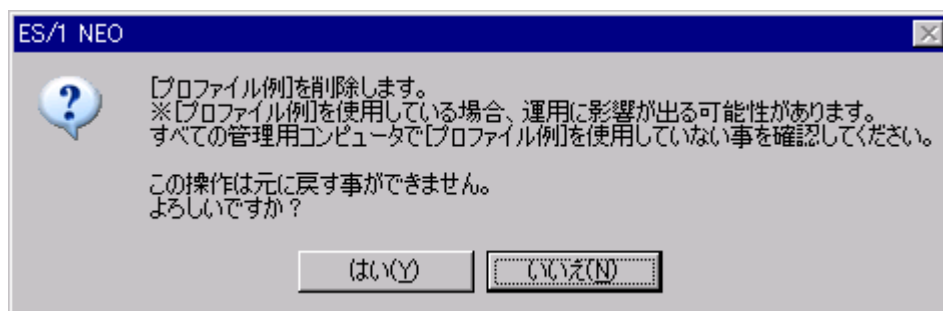 ES/1 NEO
[プロファイル例]を削除します。
※[プロファイル例]を使用している場合、運用に影響が出る可能性があります。
すべての管理用コンピュータで[プロファイル例]を使用していない事を確認してください。
この操作は元に戻す事ができません。
よろしいですか？
はい(Y)
いいえ(N)